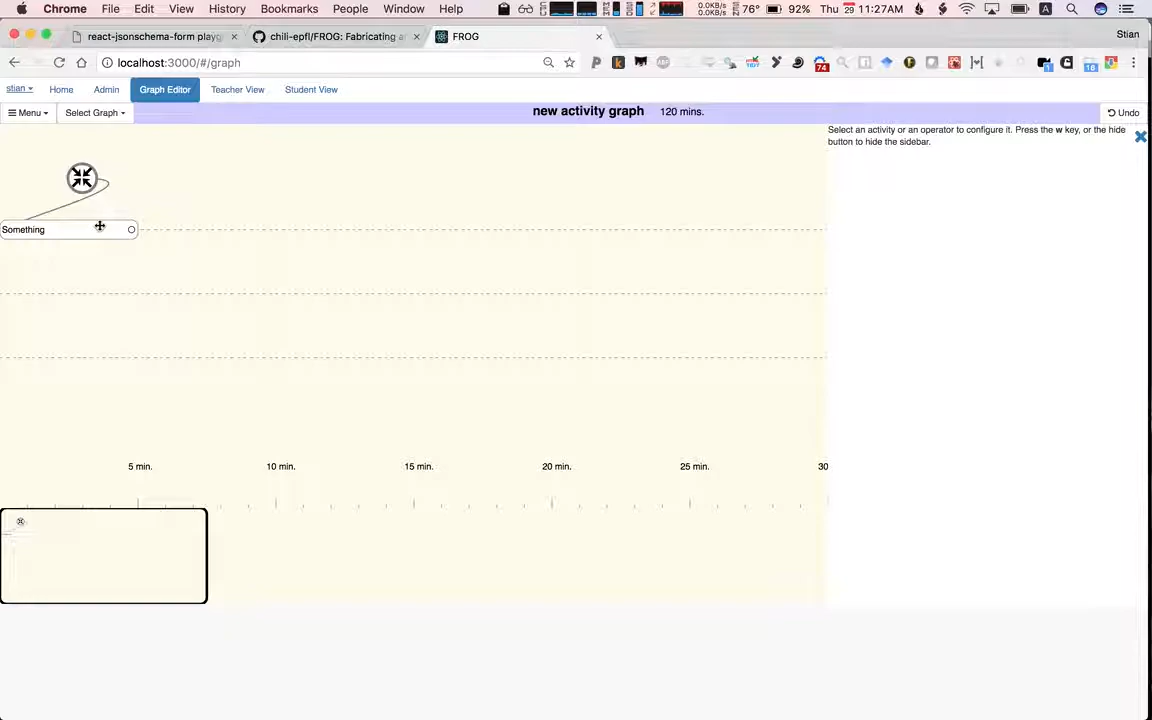 Chrome File Edit View History Bookmarks People Window Help 0.0KB/s 0.0KB/s 76° 92% Thu 29 11:27AM
react-jsonschema-form playg × chili-epfl/FROG: Fabricating a × FROG × Stian
localhost:3000/#/graph
stian Home Admin Graph Editor Teacher View Student View
Menu Select Graph new activity graph 120 mins. Undo
Select an activity or an operator to configure it. Press the w key, or the hide
button to hide the sidebar.
Something
5 min. 10 min. 15 min. 20 min. 25 min. 30